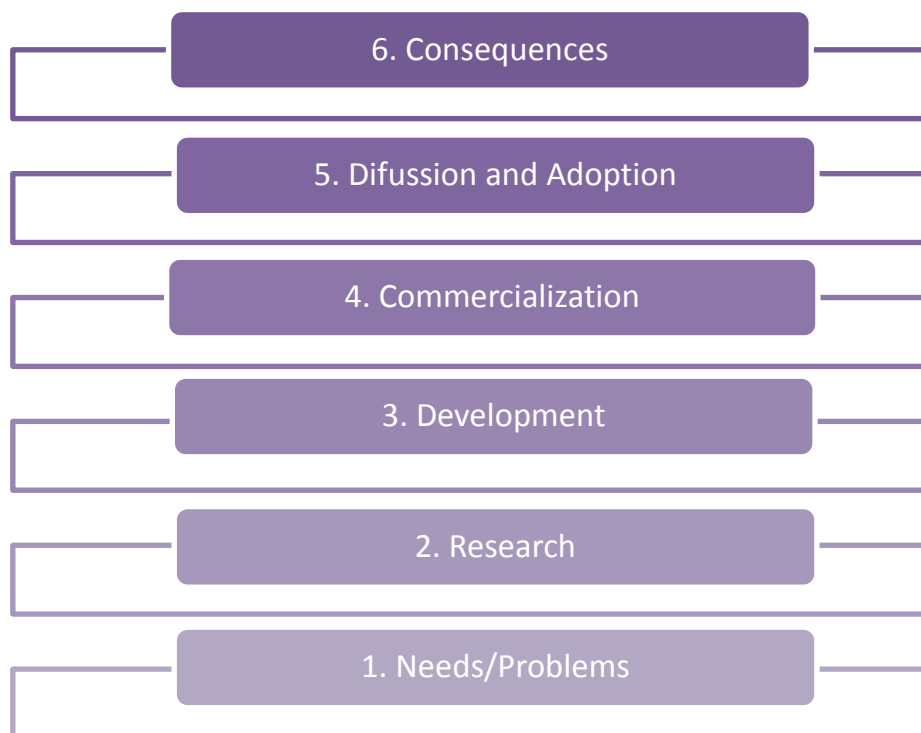 6. Consequences
5. Difussion and Adoption
4. Commercialization
3. Development
2. Research
1. Needs/Problems